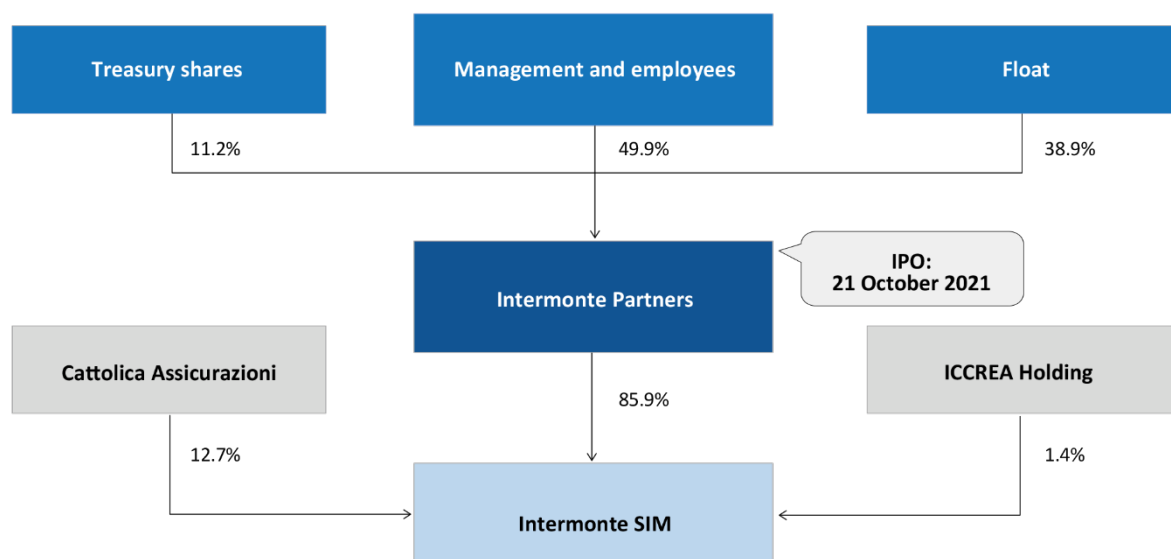 Treasury shares
Management and employees
Float
11.2%
49.9%
38.9%
IPO:
21 October 2021
Intermonte Partners
Cattolica Assicurazioni
ICCREA Holding
85.9%
12.7%
1.4%
Intermonte SIM